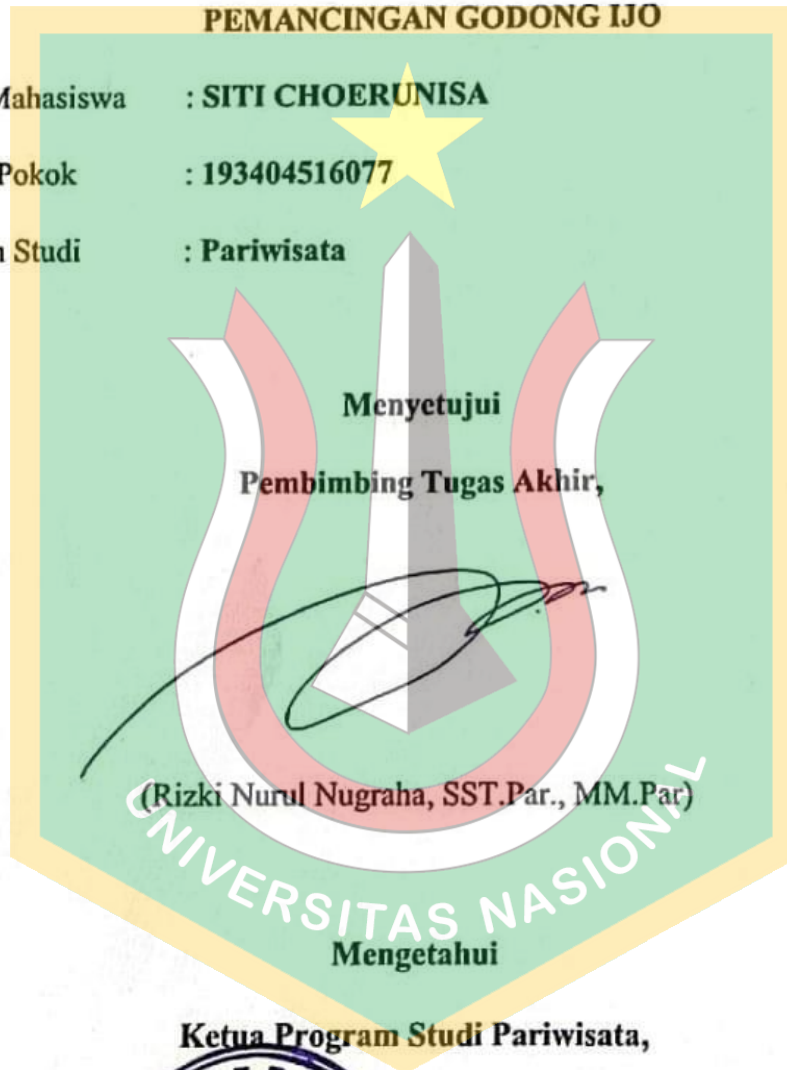 PEMANCINGAN GODONG IJO
Mahasiswa : SITI CHOERUNISA
Pokok : 193404516077
Studi : Pariwisata
Menyetujui
Pembimbing Tugas Akhir,
(Rizki Nurul Nugraha, SST.Par., MM.Par)
UNIVERSITAS NASIONAL
Mengetahui
Ketua Program Studi Pariwisata,